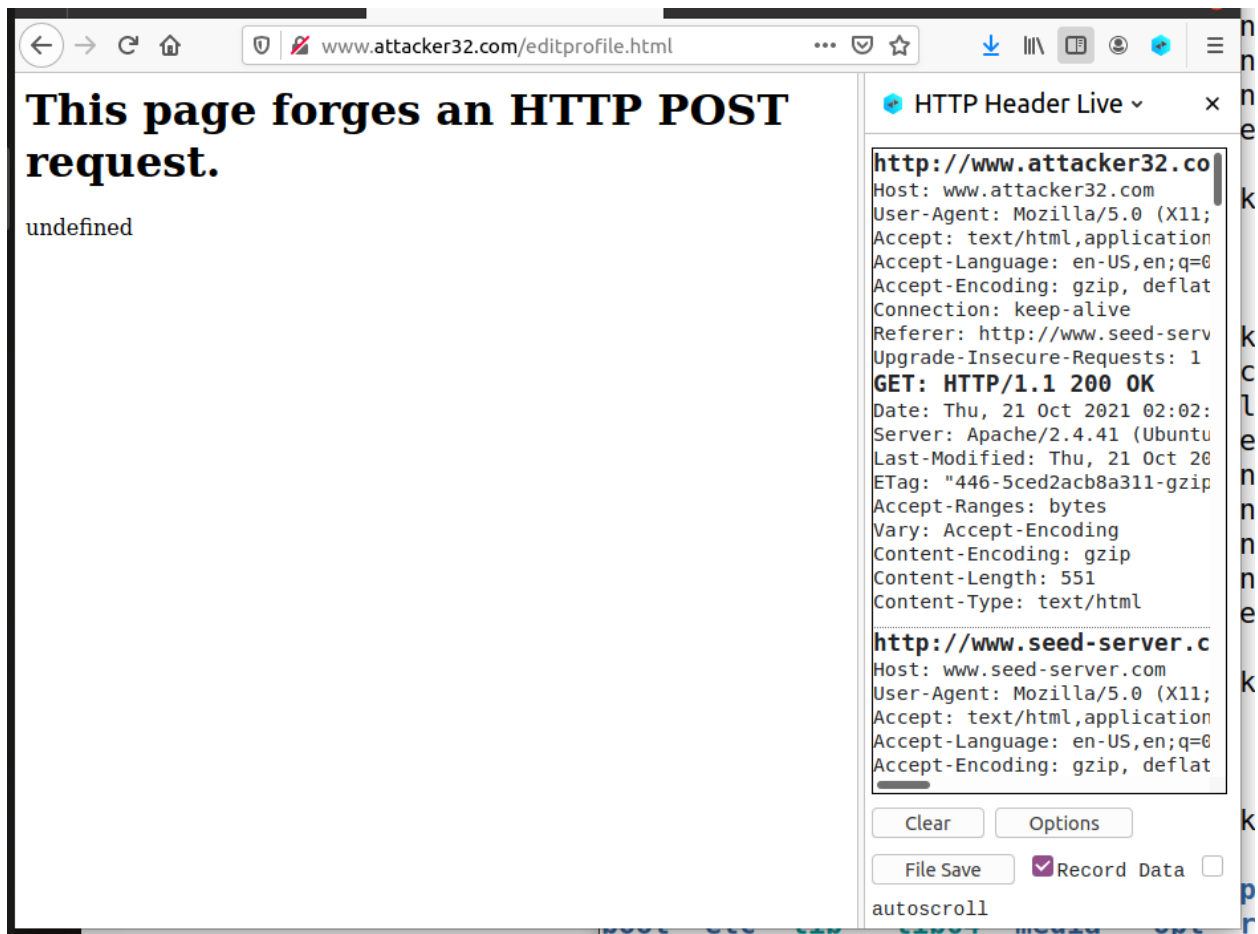 www.attacker32.com/editprofile.html
This page forges an HTTP POST
request.
undefined
HTTP Header Live
http://www.attacker32.co
Host: www.attacker32.com
User-Agent: Mozilla/5.0 (X11;
Accept: text/html,application
Accept-Language: en-US,en;q=0
Accept-Encoding: gzip, deflat
Connection: keep-alive
Referer: http://www.seed-serv
Upgrade-Insecure-Requests: 1
GET: HTTP/1.1 200 OK
Date: Thu, 21 Oct 2021 02:02:
Server: Apache/2.4.41 (Ubuntu
Last-Modified: Thu, 21 Oct 20
ETag: "446-5ced2acb8a311-gzip
Accept-Ranges: bytes
Vary: Accept-Encoding
Content-Encoding: gzip
Content-Length: 551
Content-Type: text/html
http://www.seed-server.c
Host: www.seed-server.com
User-Agent: Mozilla/5.0 (X11;
Accept: text/html,application
Accept-Language: en-US,en;q=0
Accept-Encoding: gzip, deflat
Clear Options
File Save Record Data
autoscroll